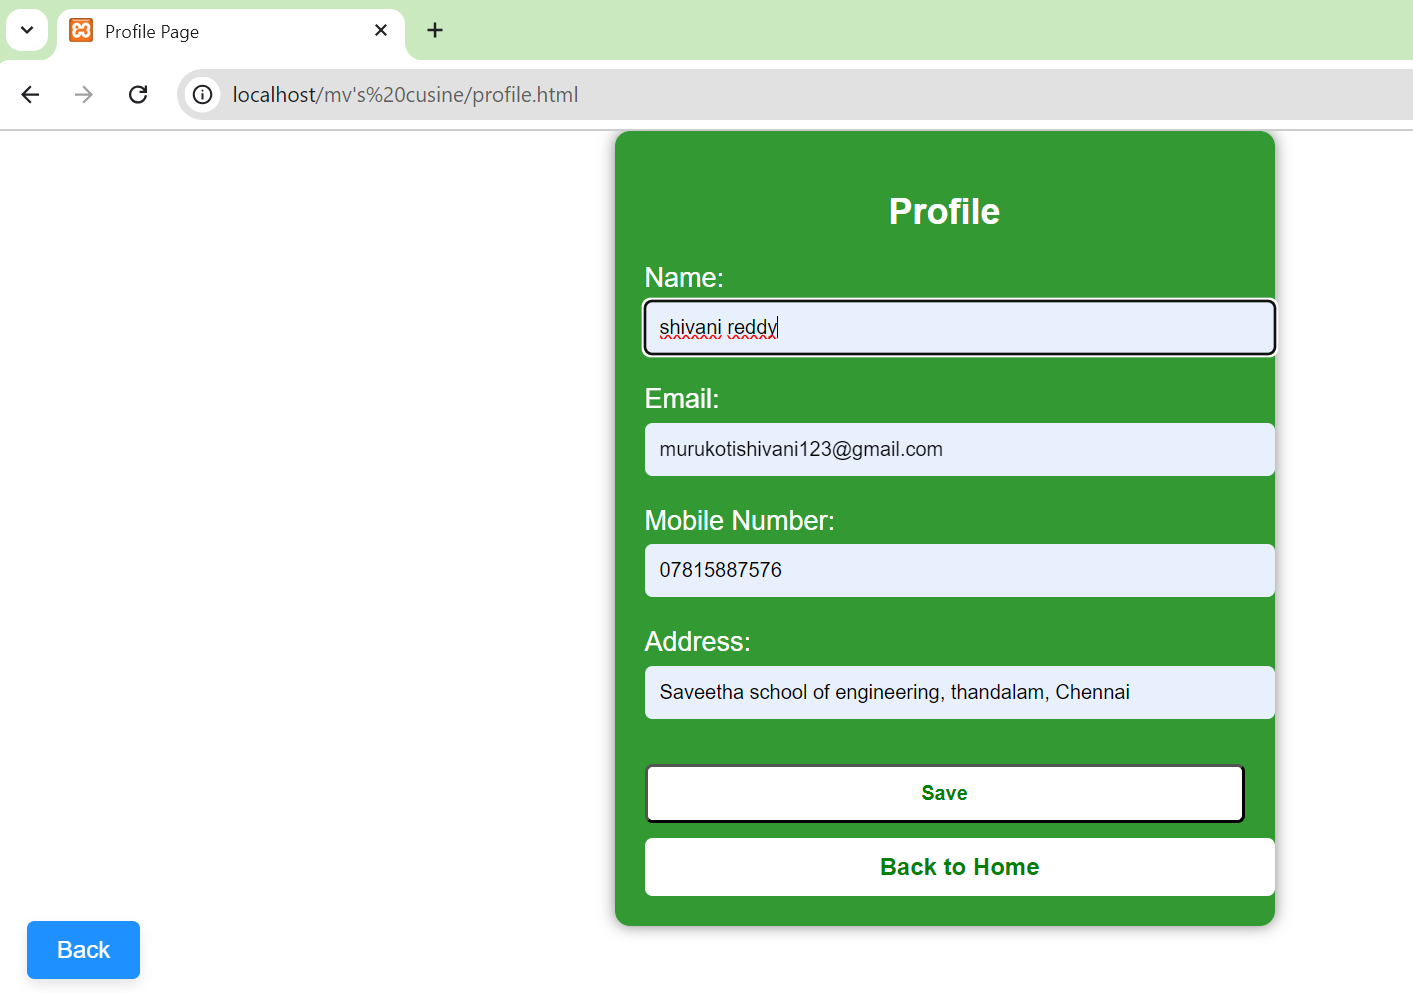 Profile Page
localhost/mv's%20cusine/profile.html
Profile
Name:
shivani reddy
Email:
murukotishivani123@gmail.com
Mobile Number:
07815887576
Address:
Saveetha school of engineering, thandalam, Chennai
Save
Back to Home
Back